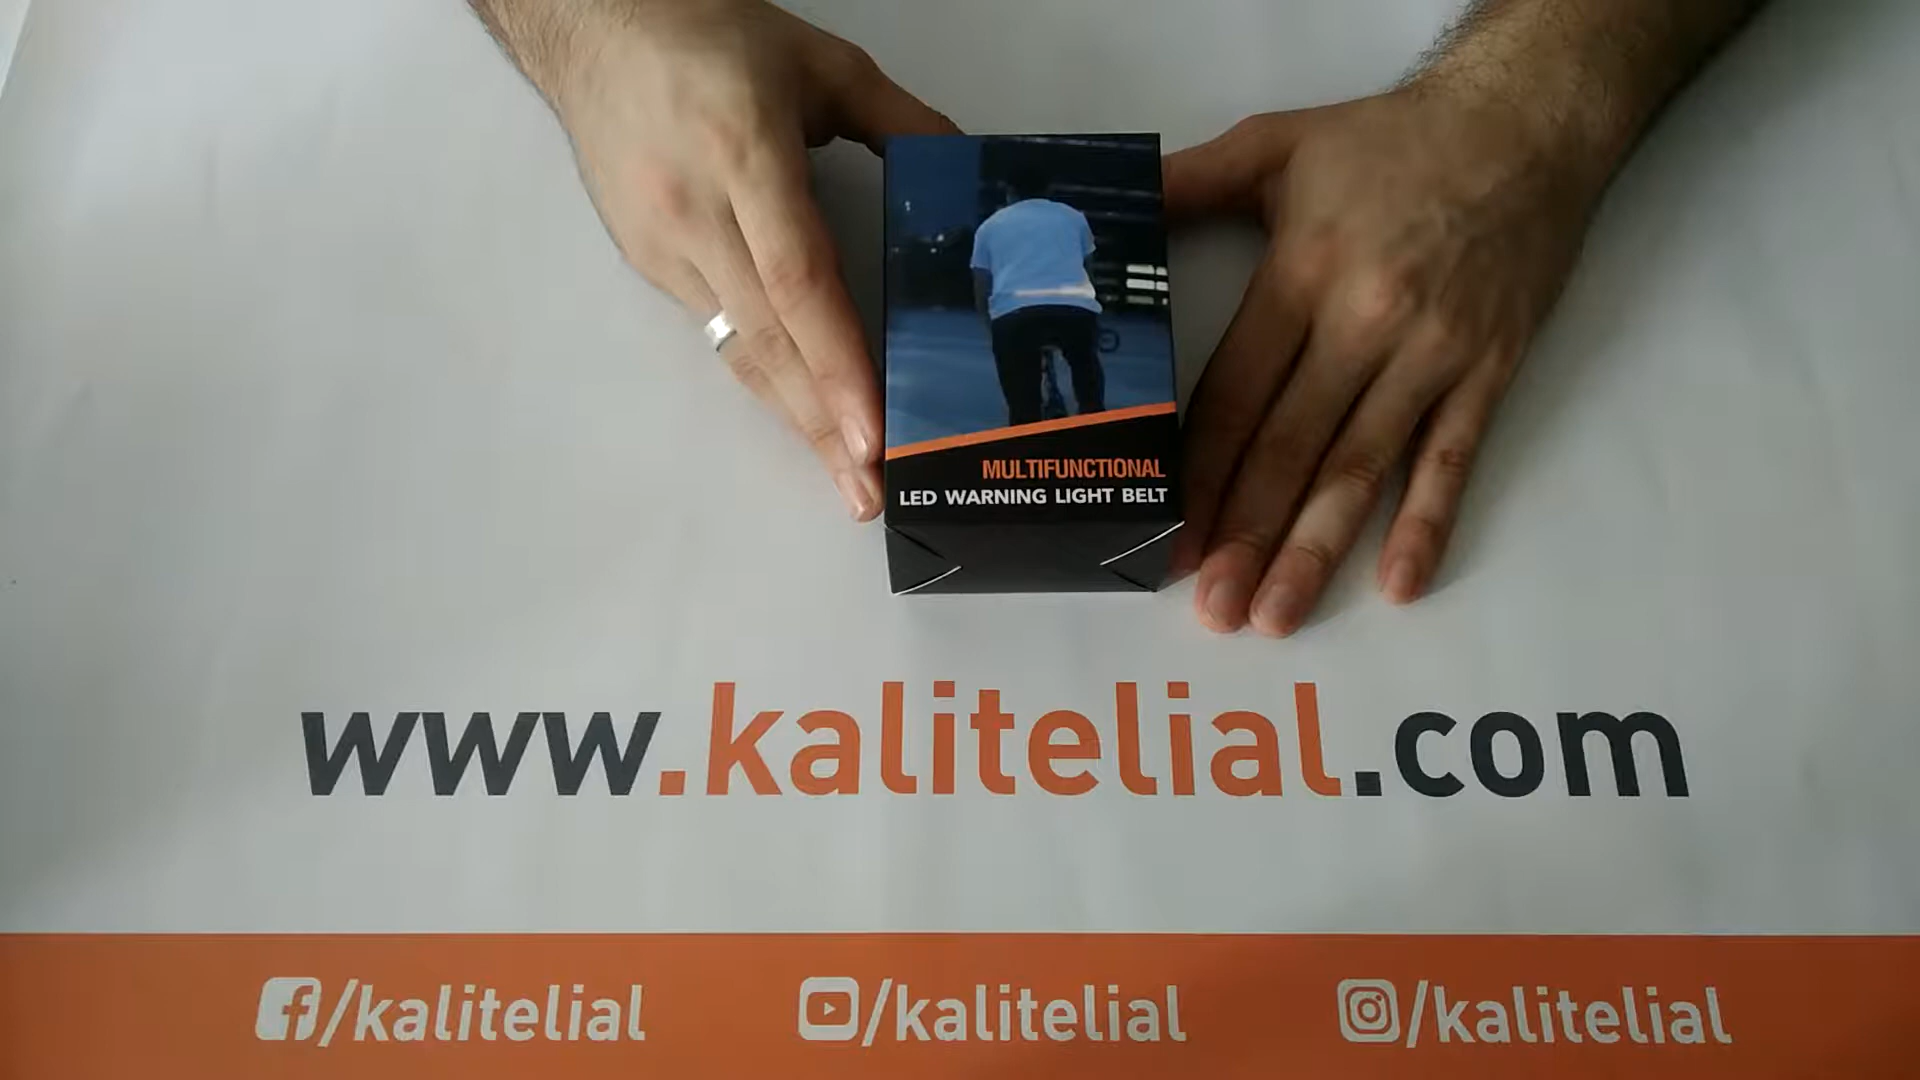 MULTIFUNCTIONAL
LED WARNING LIGHT BELT
www.kalitelial.com
/kalitelial
/kalitelial
/kalitelial